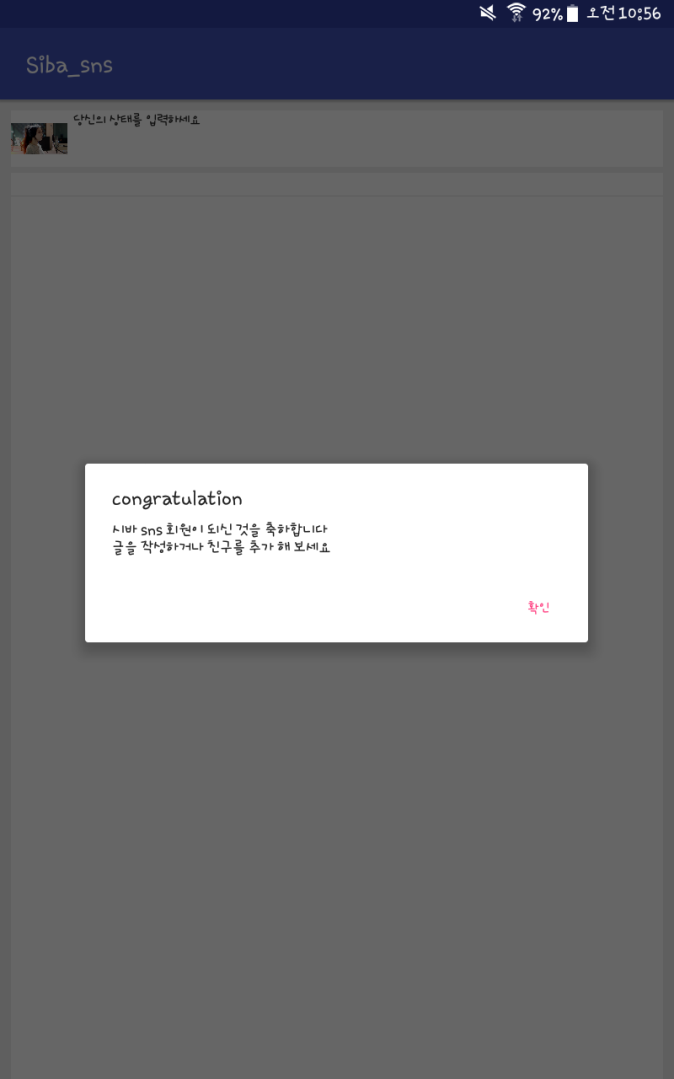 92% 오전 10:56
Siba_sns
당신의 상태를 입력하세요
congratulation
시바 sns 회원이 되신 것을 축하합니다
글을 작성하거나 친구를 추가 해 보세요
확인